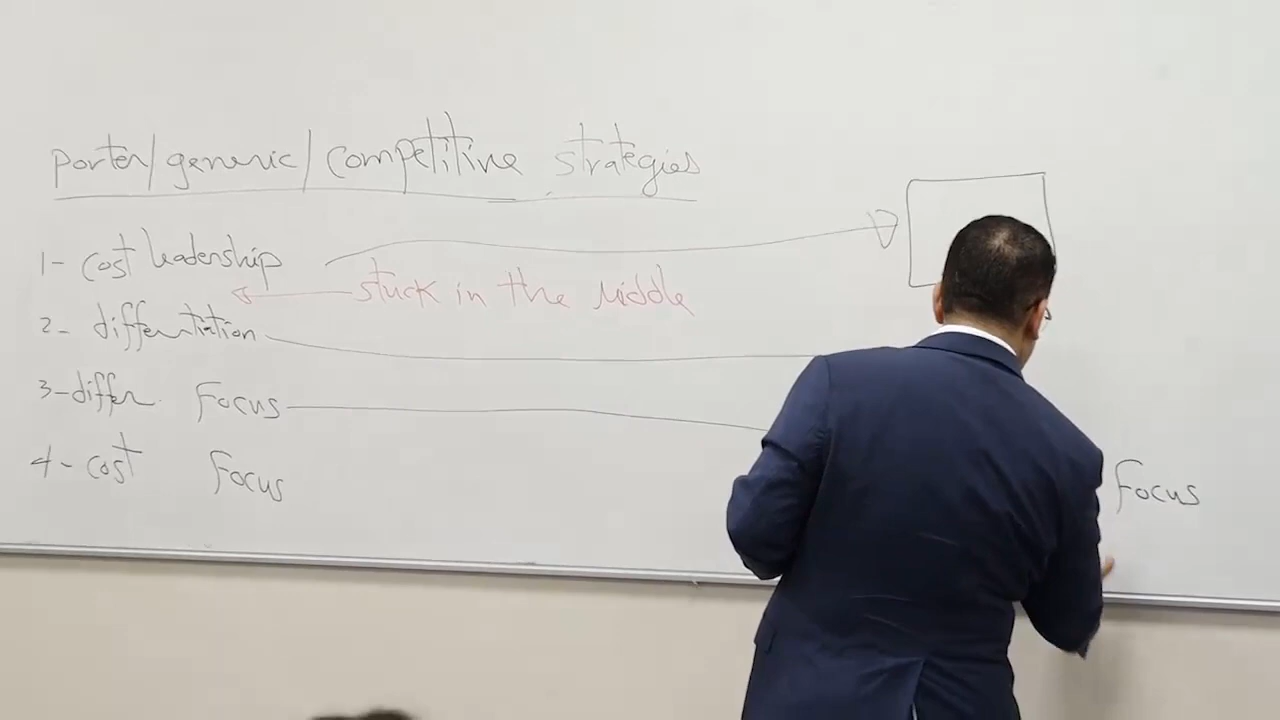 porter/generic/competitive strategies
1- cost leadership
stuck in the Middle
2- differntiation
3- differ. Focus
4- cost Focus
Focus